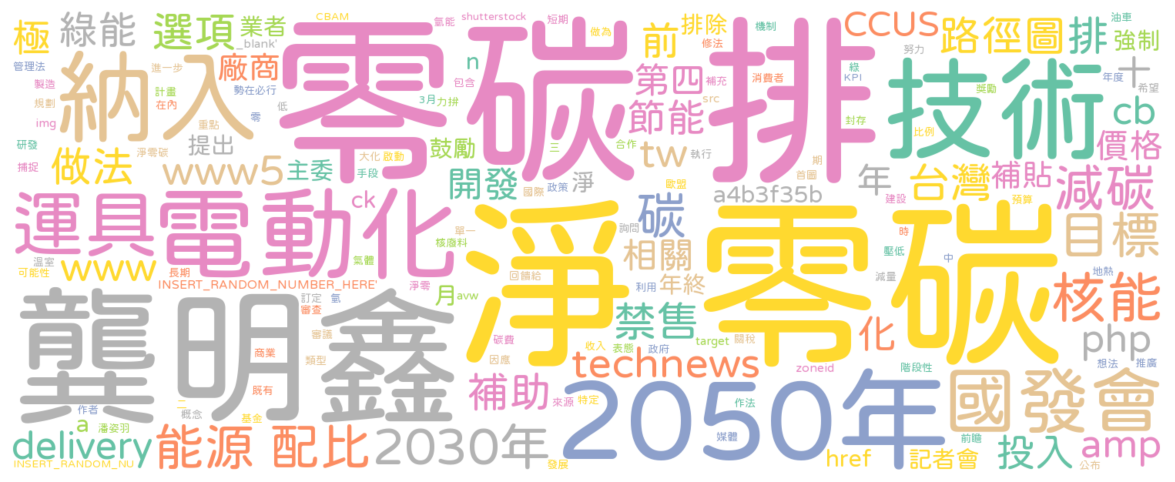 CBAM 氫能 shutterstock 短期 做為 機制 油車
極 綠能 選項 業者 _blank' 零碳排 前 排除 修法 CCUS 路徑圖 排 強制
管理法 進一步 廠商 第四 補充 消費者 綠 KPI 努力 十
製造 計畫 勢在必行 n 納入 技術 年度 希望
規劃 在內 重點 零 低 3月 力拼 節能 src 獎勵 cb
img 提出 鼓勵 三 合作 tw 執行 封存 比例 價格
研發 淨零碳 www5 主委 大化 啟動 首圖 期
捕捉 做法 手段 開發 國際 政策 淨 歐盟 a4b3f35b 年 台灣 補貼 減碳
運具 電動化 ck 單一 碳 詢問 淨零碳 建設 預算 時 目標
溫室 www 核廢料 氣體 相關 壓低 中
可能性 長期 淨零 回饋給 利用 年終 減量 地熱 核能
INSERT_RANDOM_NUMBER_HERE' 月 avw
龔明鑫 訂定 氫 審查 碳費 收入 禁售 關稅 化 php
審議 因應 表態 政府 target 階段性 想法 推廣
商業 類型 technews zoneid
既有 補助 來源 特定 2050年 作法 國發會
作者 二 概念
a 潘姿羽 基金 媒體 前瞻
delivery 能源 配比 2030年 href 記者會 投入 amp
INSERT_RANDOM_NU 發展 公布